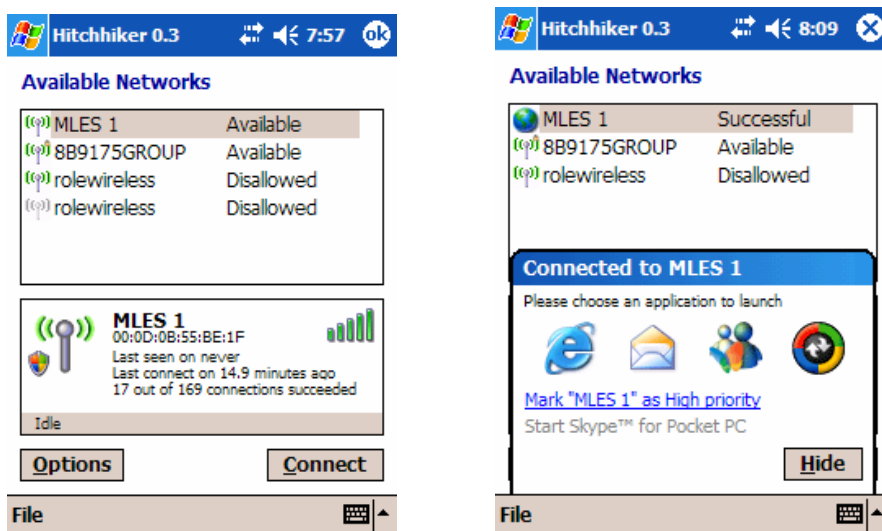 Hitchhiker 0.3 7:57 ok
Available Networks
MLES 1 Available
8B9175GROUP Available
rolewireless Disallowed
rolewireless Disallowed
MLES 1
00:0D:0B:55:BE:1F
Last seen on never
Last connect on 14.9 minutes ago
17 out of 169 connections succeeded
Idle
Options Connect
File
Hitchhiker 0.3 8:09
Available Networks
MLES 1 Successful
8B9175GROUP Available
rolewireless Disallowed
Connected to MLES 1
Please choose an application to launch
Mark "MLES 1" as High priority
Start Skype™ for Pocket PC
Hide
File